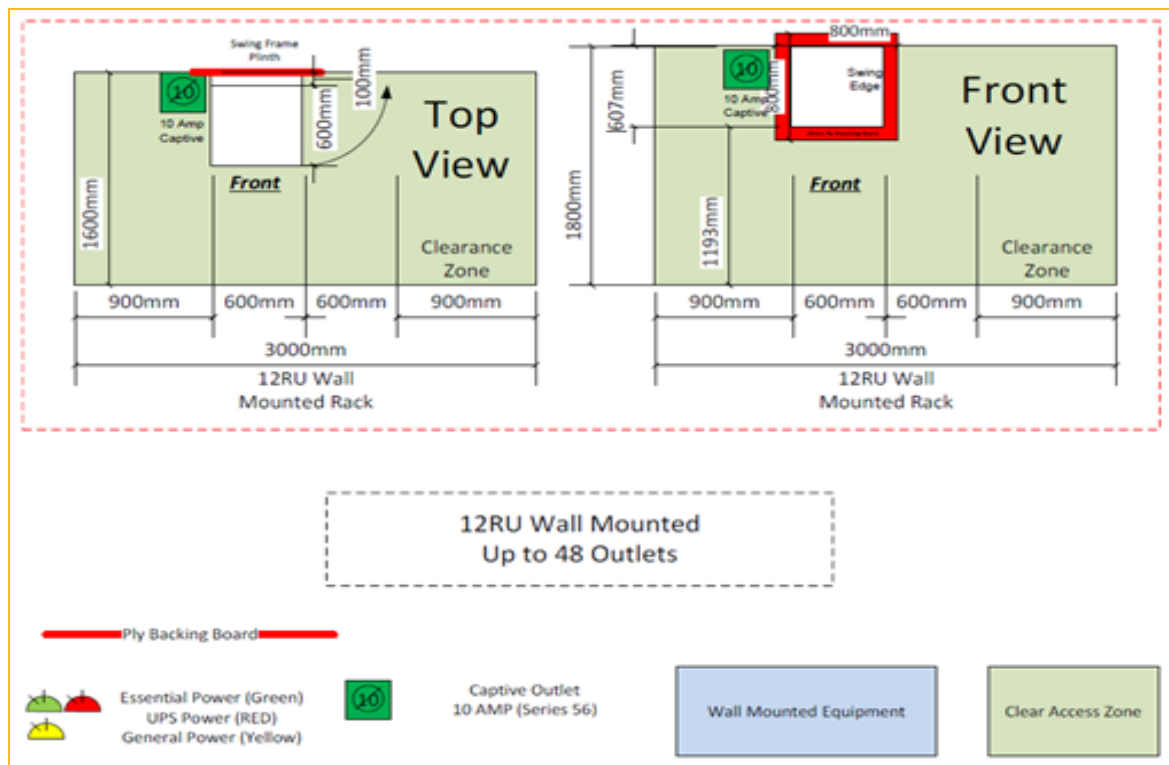 Swing Frame
Plinth
10
10 Amp
Captive
100mm
600mm
Top
View
Front
1600mm
Clearance
Zone
900mm
600mm
600mm
900mm
3000mm
12RU Wall
Mounted Rack
800mm
10
10 Amp
Captive
800mm
Swing
Edge
607mm
Front
View
Front
1800mm
1193mm
Clearance
Zone
900mm
600mm
600mm
900mm
3000mm
12RU Wall
Mounted Rack
12RU Wall Mounted
Up to 48 Outlets
Ply Backing Board
Essential Power (Green)
UPS Power (RED)
General Power (Yellow)
10
Captive Outlet
10 AMP (Series 56)
Wall Mounted Equipment
Clear Access Zone